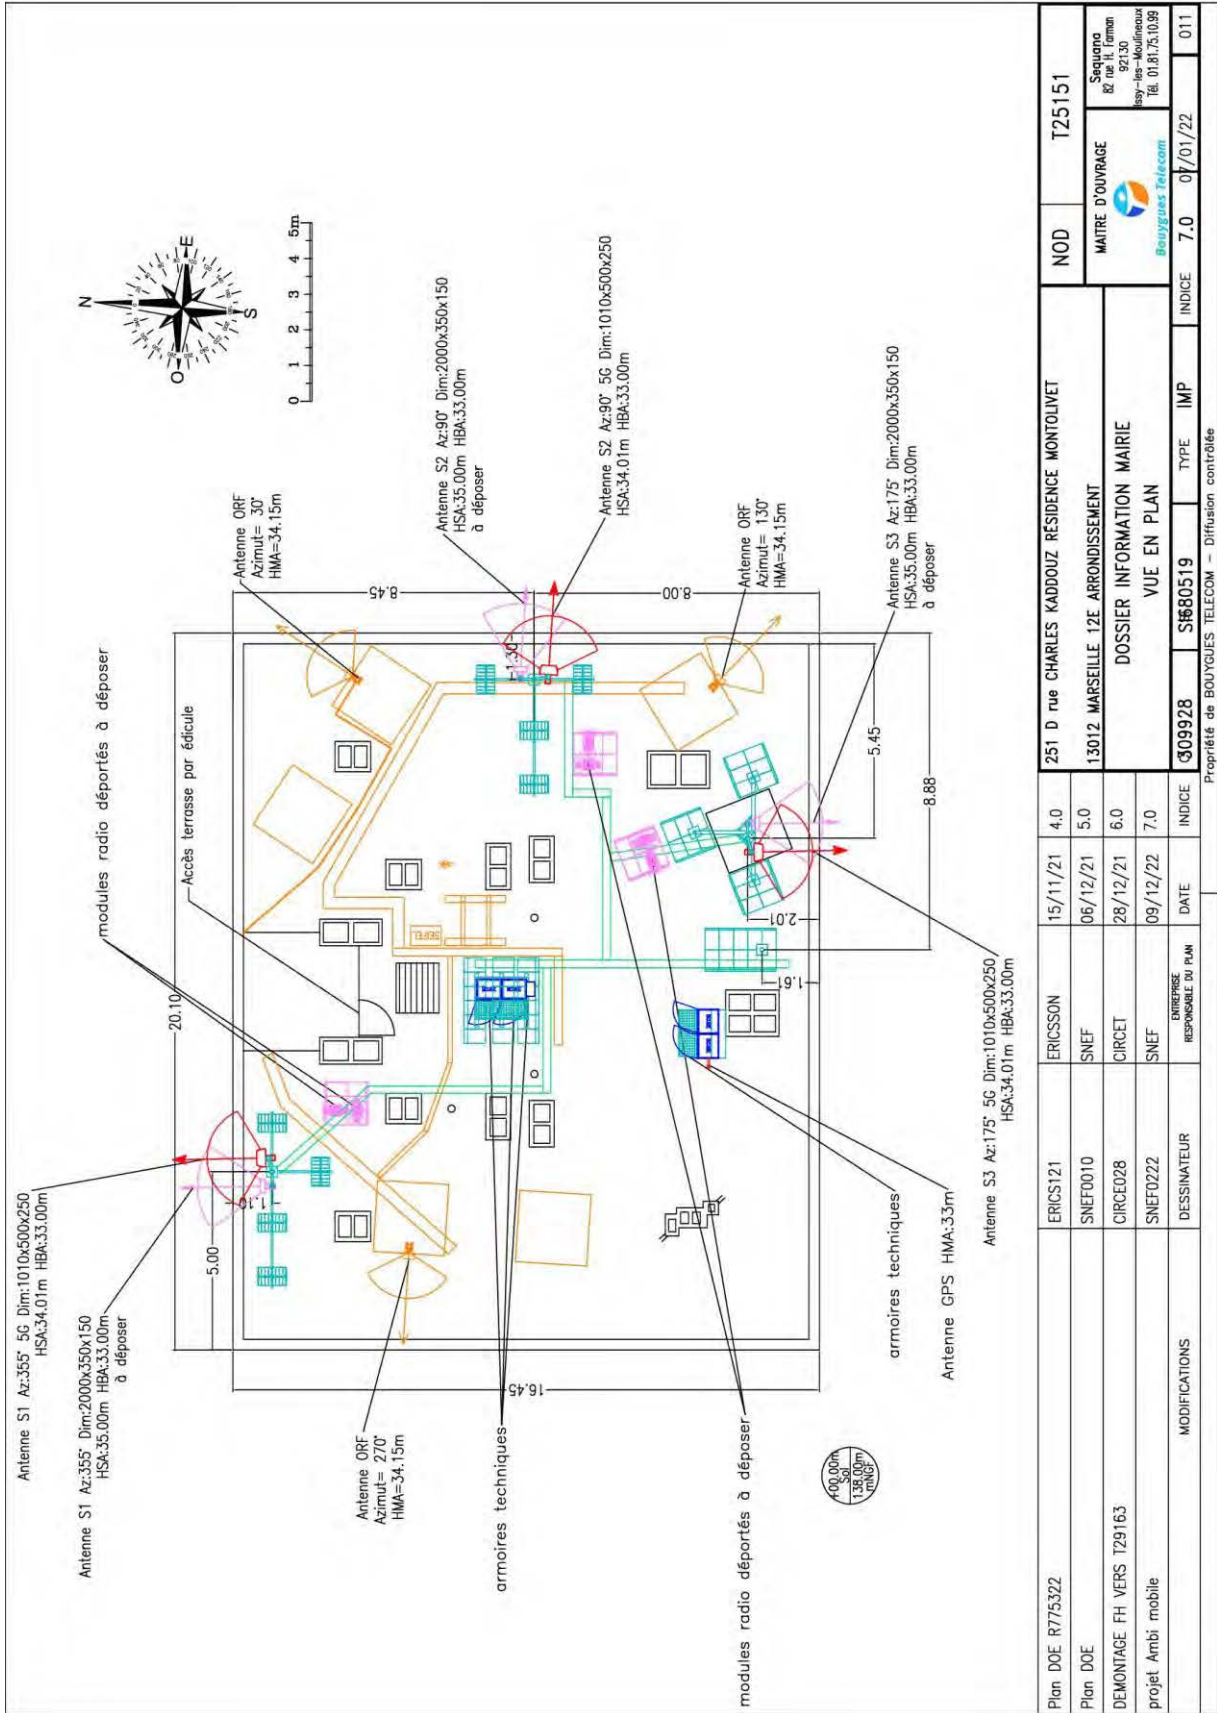 Antenne S1 Az:355° 5G Dim:1010x500x250
HSA:34.01m HBA:33.00m
Antenne S1 Az:355° Dim:2000x350x150
HSA:35.00m HBA:33.00m
à déposer
modules radio déportés à déposer
Accès terrasse par édicule
Antenne ORF
Azimut= 30°
HMA=34.15m
N
E
S
O
0 1 2 3 4 5m
Antenne S2 Az:90° Dim:2000x350x150
HSA:35.00m HBA:33.00m
à déposer
Antenne S2 Az:90° 5G Dim:1010x500x250
HSA:34.01m HBA:33.00m
Antenne ORF
Azimut= 130°
HMA=34.15m
Antenne S3 Az:175° Dim:2000x350x150
HSA:35.00m HBA:33.00m
à déposer
20.10
5.00
1.10
8.45
1.30
8.00
16.45
5.45
8.88
2.01
1.61
Antenne ORF
Azimut= 270°
HMA=34.15m
armoires techniques
modules radio déportés à déposer
armoires techniques
Antenne GPS HMA:33m
Antenne S3 Az:175° 5G Dim:1010x500x250
HSA:34.01m HBA:33.00m
+00.00m
Sol
138.00m
mNGF
Plan DOE R775322 ERICS121 ERICSSON 15/11/21 4.0
Plan DOE SNEF0010 SNEF 06/12/21 5.0
DEMONTAGE FH VERS T29163 CIRCE028 CIRCET 28/12/21 6.0
projet Ambi mobile SNEF0222 SNEF 09/12/22 7.0
MODIFICATIONS DESSINATEUR ENTREPRISE RESPONSABLE DU PLAN DATE INDICE
251 D rue CHARLES KADDOUZ RÉSIDENCE MONTOLIVET
13012 MARSEILLE 12E ARRONDISSEMENT
NOD T25151
DOSSIER INFORMATION MAIRIE
VUE EN PLAN
MAITRE D'OUVRAGE
Bouygues Telecom
Sequana
82 rue H. Farman
92130
Issy-les-Moulineaux
Tél. 01.81.75.10.99
309928 680519 TYPE IMP INDICE 7.0 07/01/22 011
Propriété de BOUYGUES TELECOM - Diffusion contrôlée